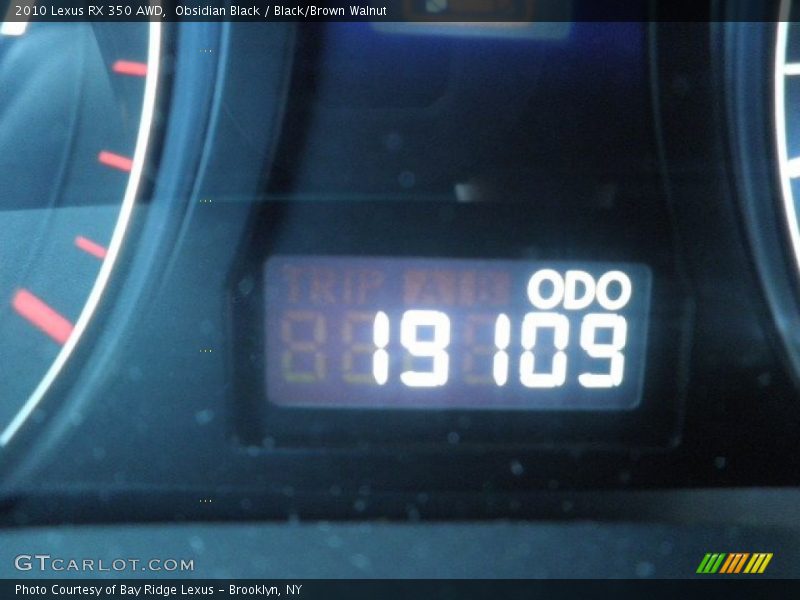 2010 Lexus RX 350 AWD,  Obsidian Black / Black/Brown Walnut
TRIP A B ODO
19109
GTCARLOT.COM
Photo Courtesy of Bay Ridge Lexus – Brooklyn, NY